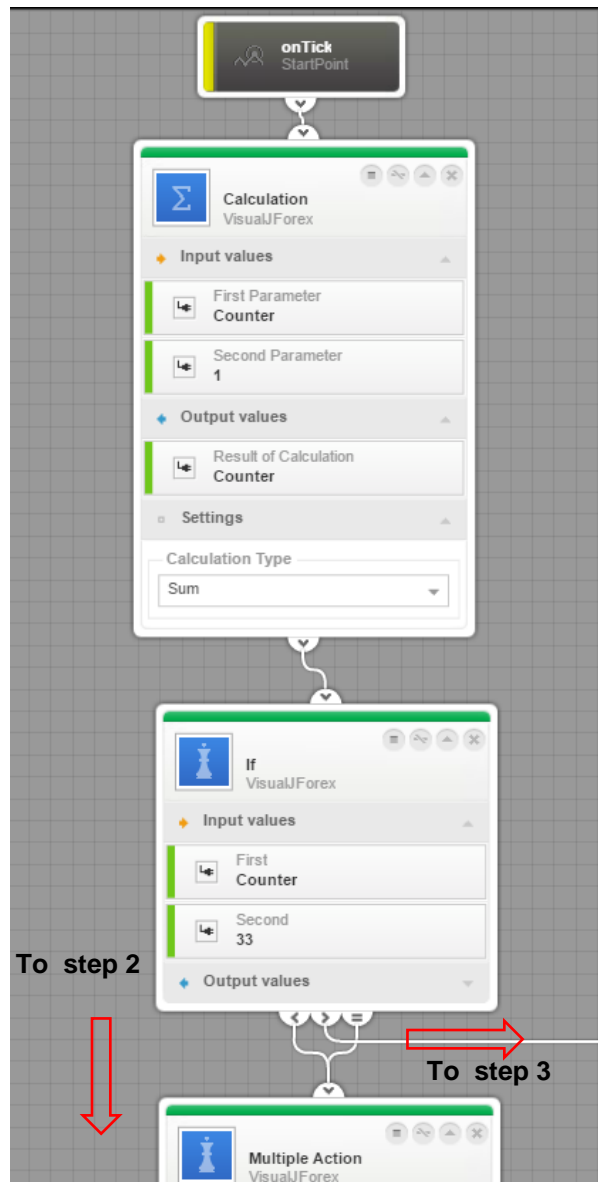 onTick
StartPoint
Calculation
VisualJForex
Input values
First Parameter
Counter
Second Parameter
1
Output values
Result of Calculation
Counter
Settings
Calculation Type
Sum
If
VisualJForex
Input values
First
Counter
Second
33
To step 2
Output values
< > =
To step 3
Multiple Action
VisualJForex